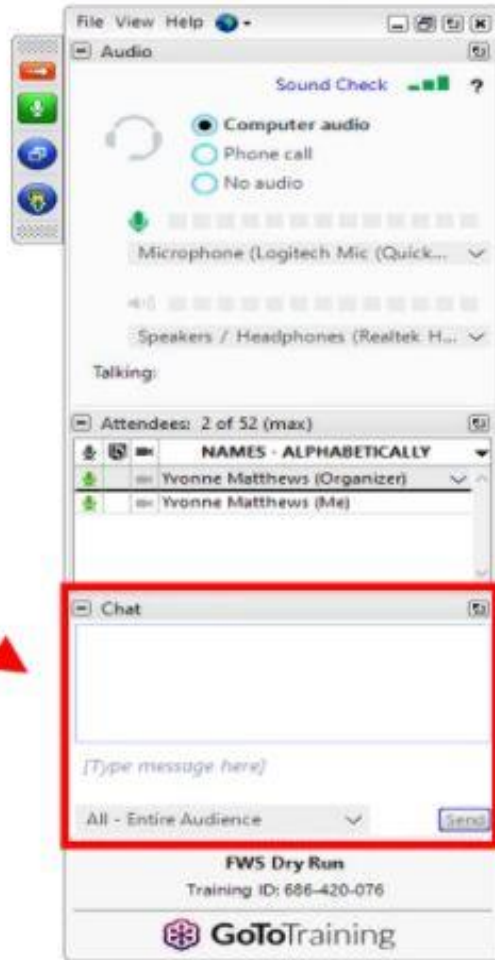 File View Help
Audio
Sound Check ?
Computer audio
Phone call
No audio
Microphone (Logitech Mic (Quick...
Speakers / Headphones (Realtek H...
Talking:
Attendees: 2 of 52 (max)
NAMES - ALPHABETICALLY
Yvonne Matthews (Organizer)
Yvonne Matthews (Me)
Chat
[Type message here]
All - Entire Audience
Send
FWS Dry Run
Training ID: 686-420-076
GoToTraining